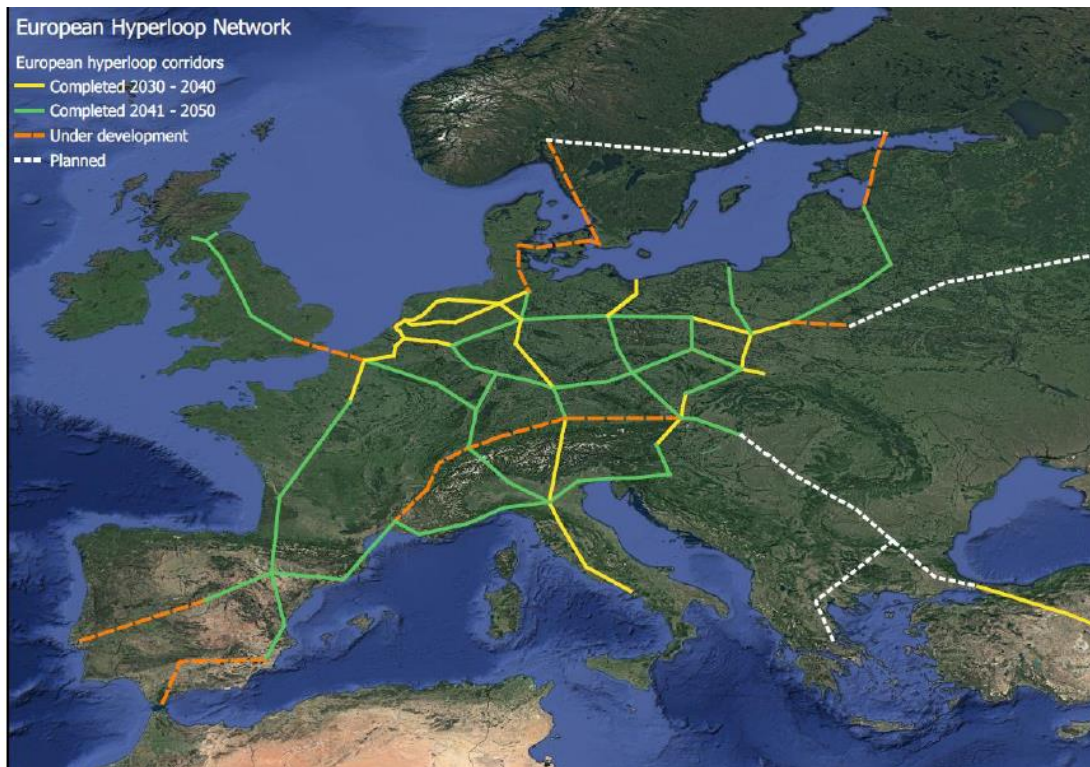 European Hyperloop Network
European hyperloop corridors
Completed 2030 - 2040
Completed 2041 - 2050
Under development
Planned